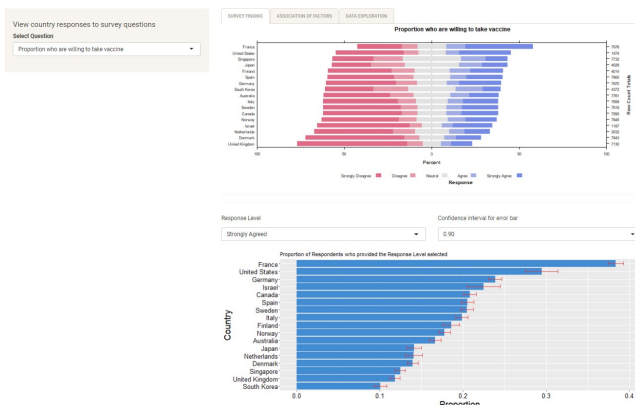 View country responses to survey questions
Select Question
Proportion who are willing to take vaccine
SURVEY FINDING
ASSOCIATION OF FACTORS
DATA EXPLORATION
Proportion who are willing to take vaccine
France
United States
Singapore
Japan
Finland
Spain
Germany
South Korea
Australia
Italy
Sweden
Canada
Norway
Israel
Netherlands
Denmark
United Kingdom
Row Count Totals
100
50
0
50
100
Percent
Strongly Disagree
Disagree
Neutral
Agree
Strongly Agree
Response
Response Level
Strongly Agreed
Confidence interval for error bar
0.90
Proportion of Respondents who provided the Response Level selected
France
United States
Germany
Israel
Canada
Spain
Sweden
Italy
Finland
Norway
Australia
Japan
Netherlands
Denmark
Singapore
United Kingdom
South Korea
Country
0.0
0.1
0.2
0.3
0.4
Proportion